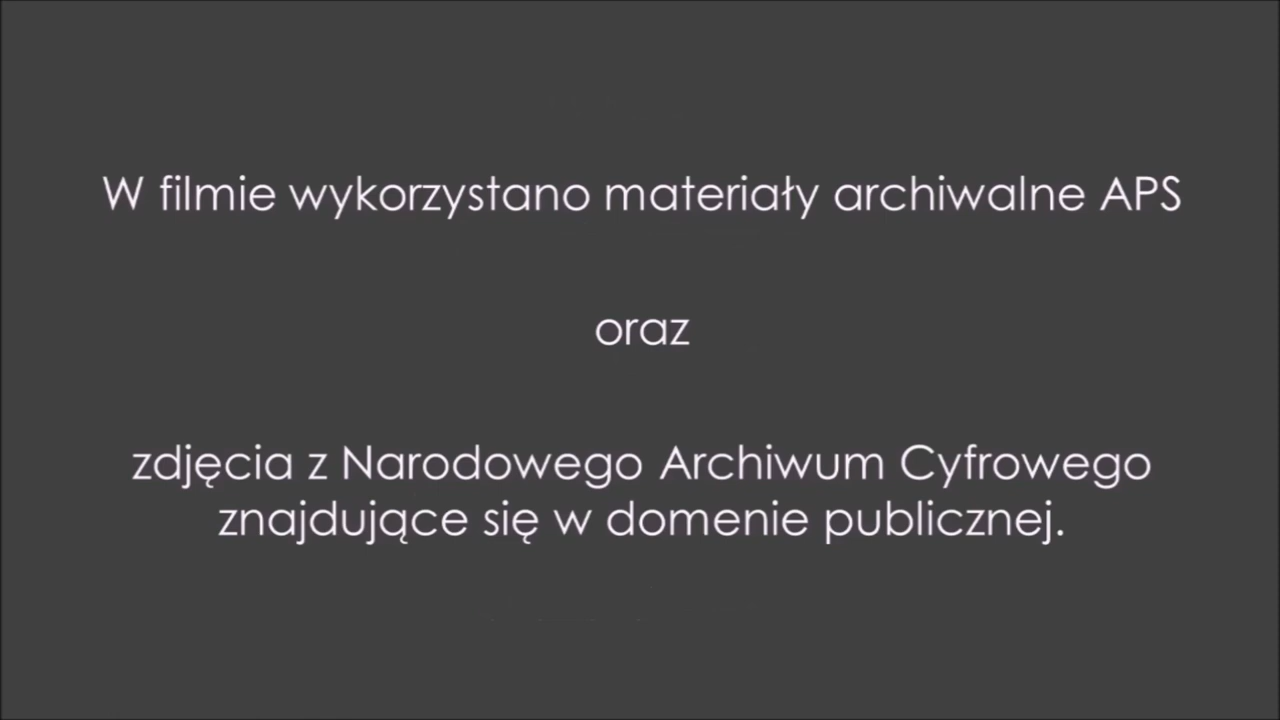 W filmie wykorzystano materiały archiwalne APS
oraz
zdjęcia z Narodowego Archiwum Cyfrowego
znajdujące się w domenie publicznej.